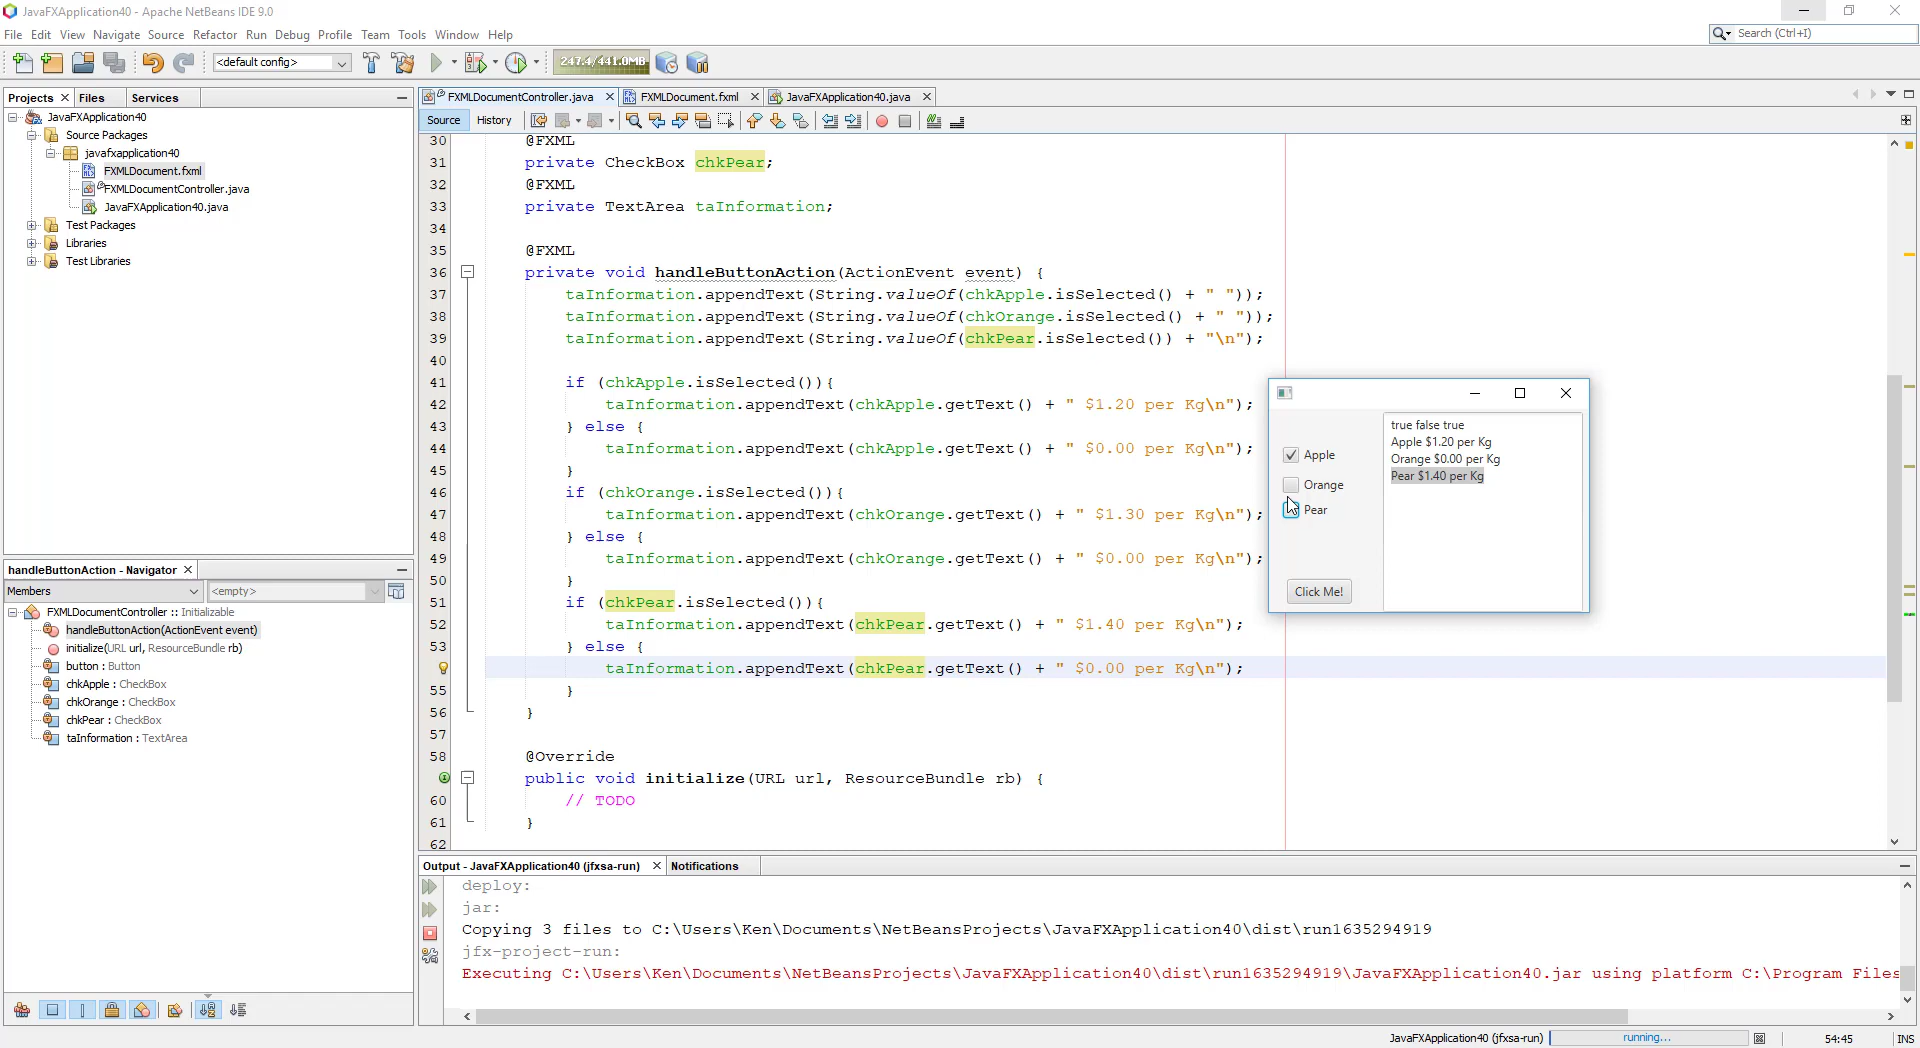 JavaFXApplication40 - Apache NetBeans IDE 9.0
File Edit View Navigate Source Refactor Run Debug Profile Team Tools Window Help
Search (Ctrl+I)
<default config>
247.4/441.0MB
Projects Files Services
FXMLDocumentController.java FXMLDocument.fxml JavaFXApplication40.java
Source History
JavaFXApplication40
Source Packages
javafxapplication40
FXMLDocument.fxml
FXMLDocumentController.java
JavaFXApplication40.java
Test Packages
Libraries
Test Libraries
30 @FXML
31 private CheckBox chkPear;
32 @FXML
33 private TextArea taInformation;
34
35 @FXML
36 private void handleButtonAction(ActionEvent event) {
37 taInformation.appendText(String.valueOf(chkApple.isSelected() + " "));
38 taInformation.appendText(String.valueOf(chkOrange.isSelected() + " "));
39 taInformation.appendText(String.valueOf(chkPear.isSelected()) + "\n");
40
41 if (chkApple.isSelected()){
42 taInformation.appendText(chkApple.getText() + " $1.20 per Kg\n");
43 } else {
44 taInformation.appendText(chkApple.getText() + " $0.00 per Kg\n");
45 }
46 if (chkOrange.isSelected()){
47 taInformation.appendText(chkOrange.getText() + " $1.30 per Kg\n");
48 } else {
49 taInformation.appendText(chkOrange.getText() + " $0.00 per Kg\n");
50 }
51 if (chkPear.isSelected()){
52 taInformation.appendText(chkPear.getText() + " $1.40 per Kg\n");
53 } else {
taInformation.appendText(chkPear.getText() + " $0.00 per Kg\n");
55 }
56 }
57
58 @Override
public void initialize(URL url, ResourceBundle rb) {
60 // TODO
61 }
62
Apple
Orange
Pear
Click Me!
true false true
Apple $1.20 per Kg
Orange $0.00 per Kg
Pear $1.40 per Kg
handleButtonAction - Navigator
Members <empty>
FXMLDocumentController :: Initializable
handleButtonAction(ActionEvent event)
initialize(URL url, ResourceBundle rb)
button : Button
chkApple : CheckBox
chkOrange : CheckBox
chkPear : CheckBox
taInformation : TextArea
Output - JavaFXApplication40 (jfxsa-run) Notifications
deploy:
jar:
Copying 3 files to C:\Users\Ken\Documents\NetBeansProjects\JavaFXApplication40\dist\run1635294919
jfx-project-run:
Executing C:\Users\Ken\Documents\NetBeansProjects\JavaFXApplication40\dist\run1635294919\JavaFXApplication40.jar using platform C:\Program Files
JavaFXApplication40 (jfxsa-run) running... 54:45 INS